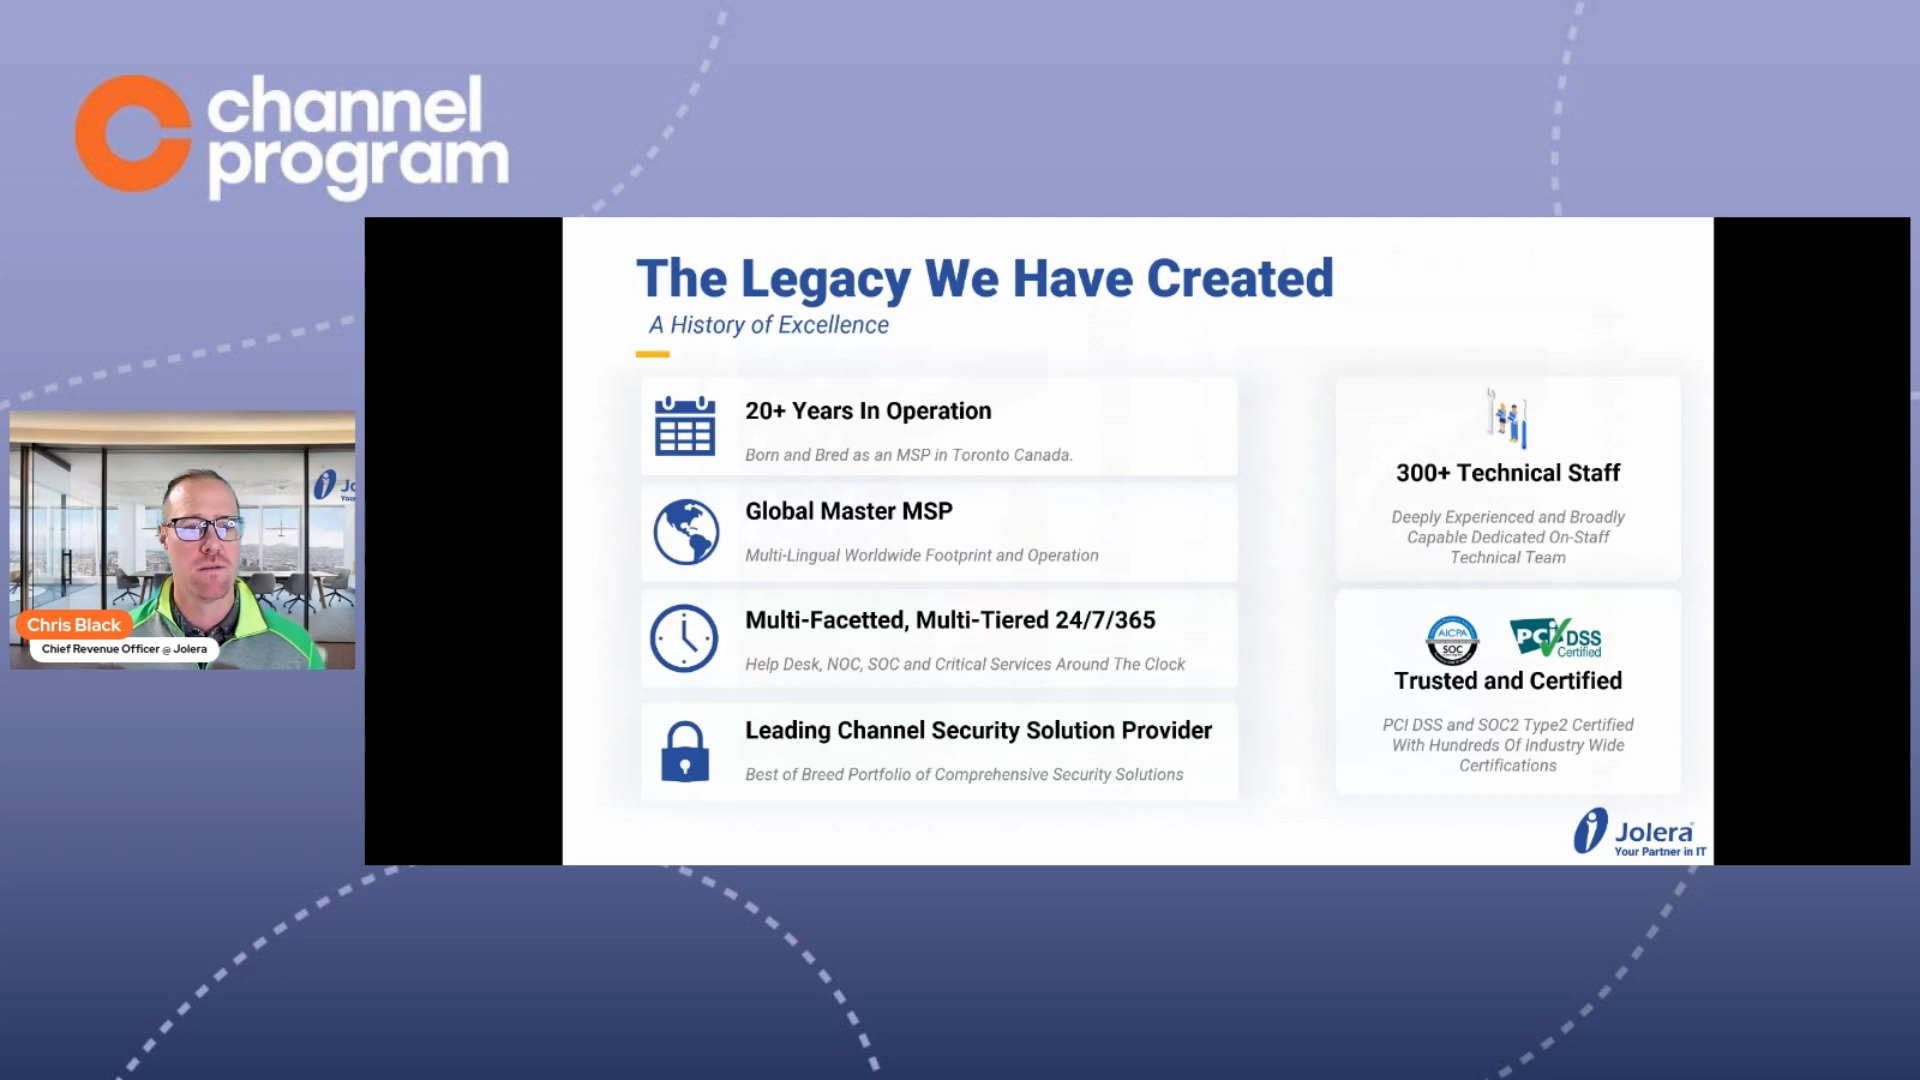 channel
program
The Legacy We Have Created
A History of Excellence
20+ Years In Operation
Born and Bred as an MSP in Toronto Canada.
Global Master MSP
Multi-Lingual Worldwide Footprint and Operation
Multi-Facetted, Multi-Tiered 24/7/365
Help Desk, NOC, SOC and Critical Services Around The Clock
Leading Channel Security Solution Provider
Best of Breed Portfolio of Comprehensive Security Solutions
300+ Technical Staff
Deeply Experienced and Broadly
Capable Dedicated On-Staff
Technical Team
AICPA
SOC
PCI DSS
Certified
Trusted and Certified
PCI DSS and SOC2 Type2 Certified
With Hundreds Of Industry Wide
Certifications
Jolera
Your Partner in IT
Chris Black
Chief Revenue Officer @ Jolera